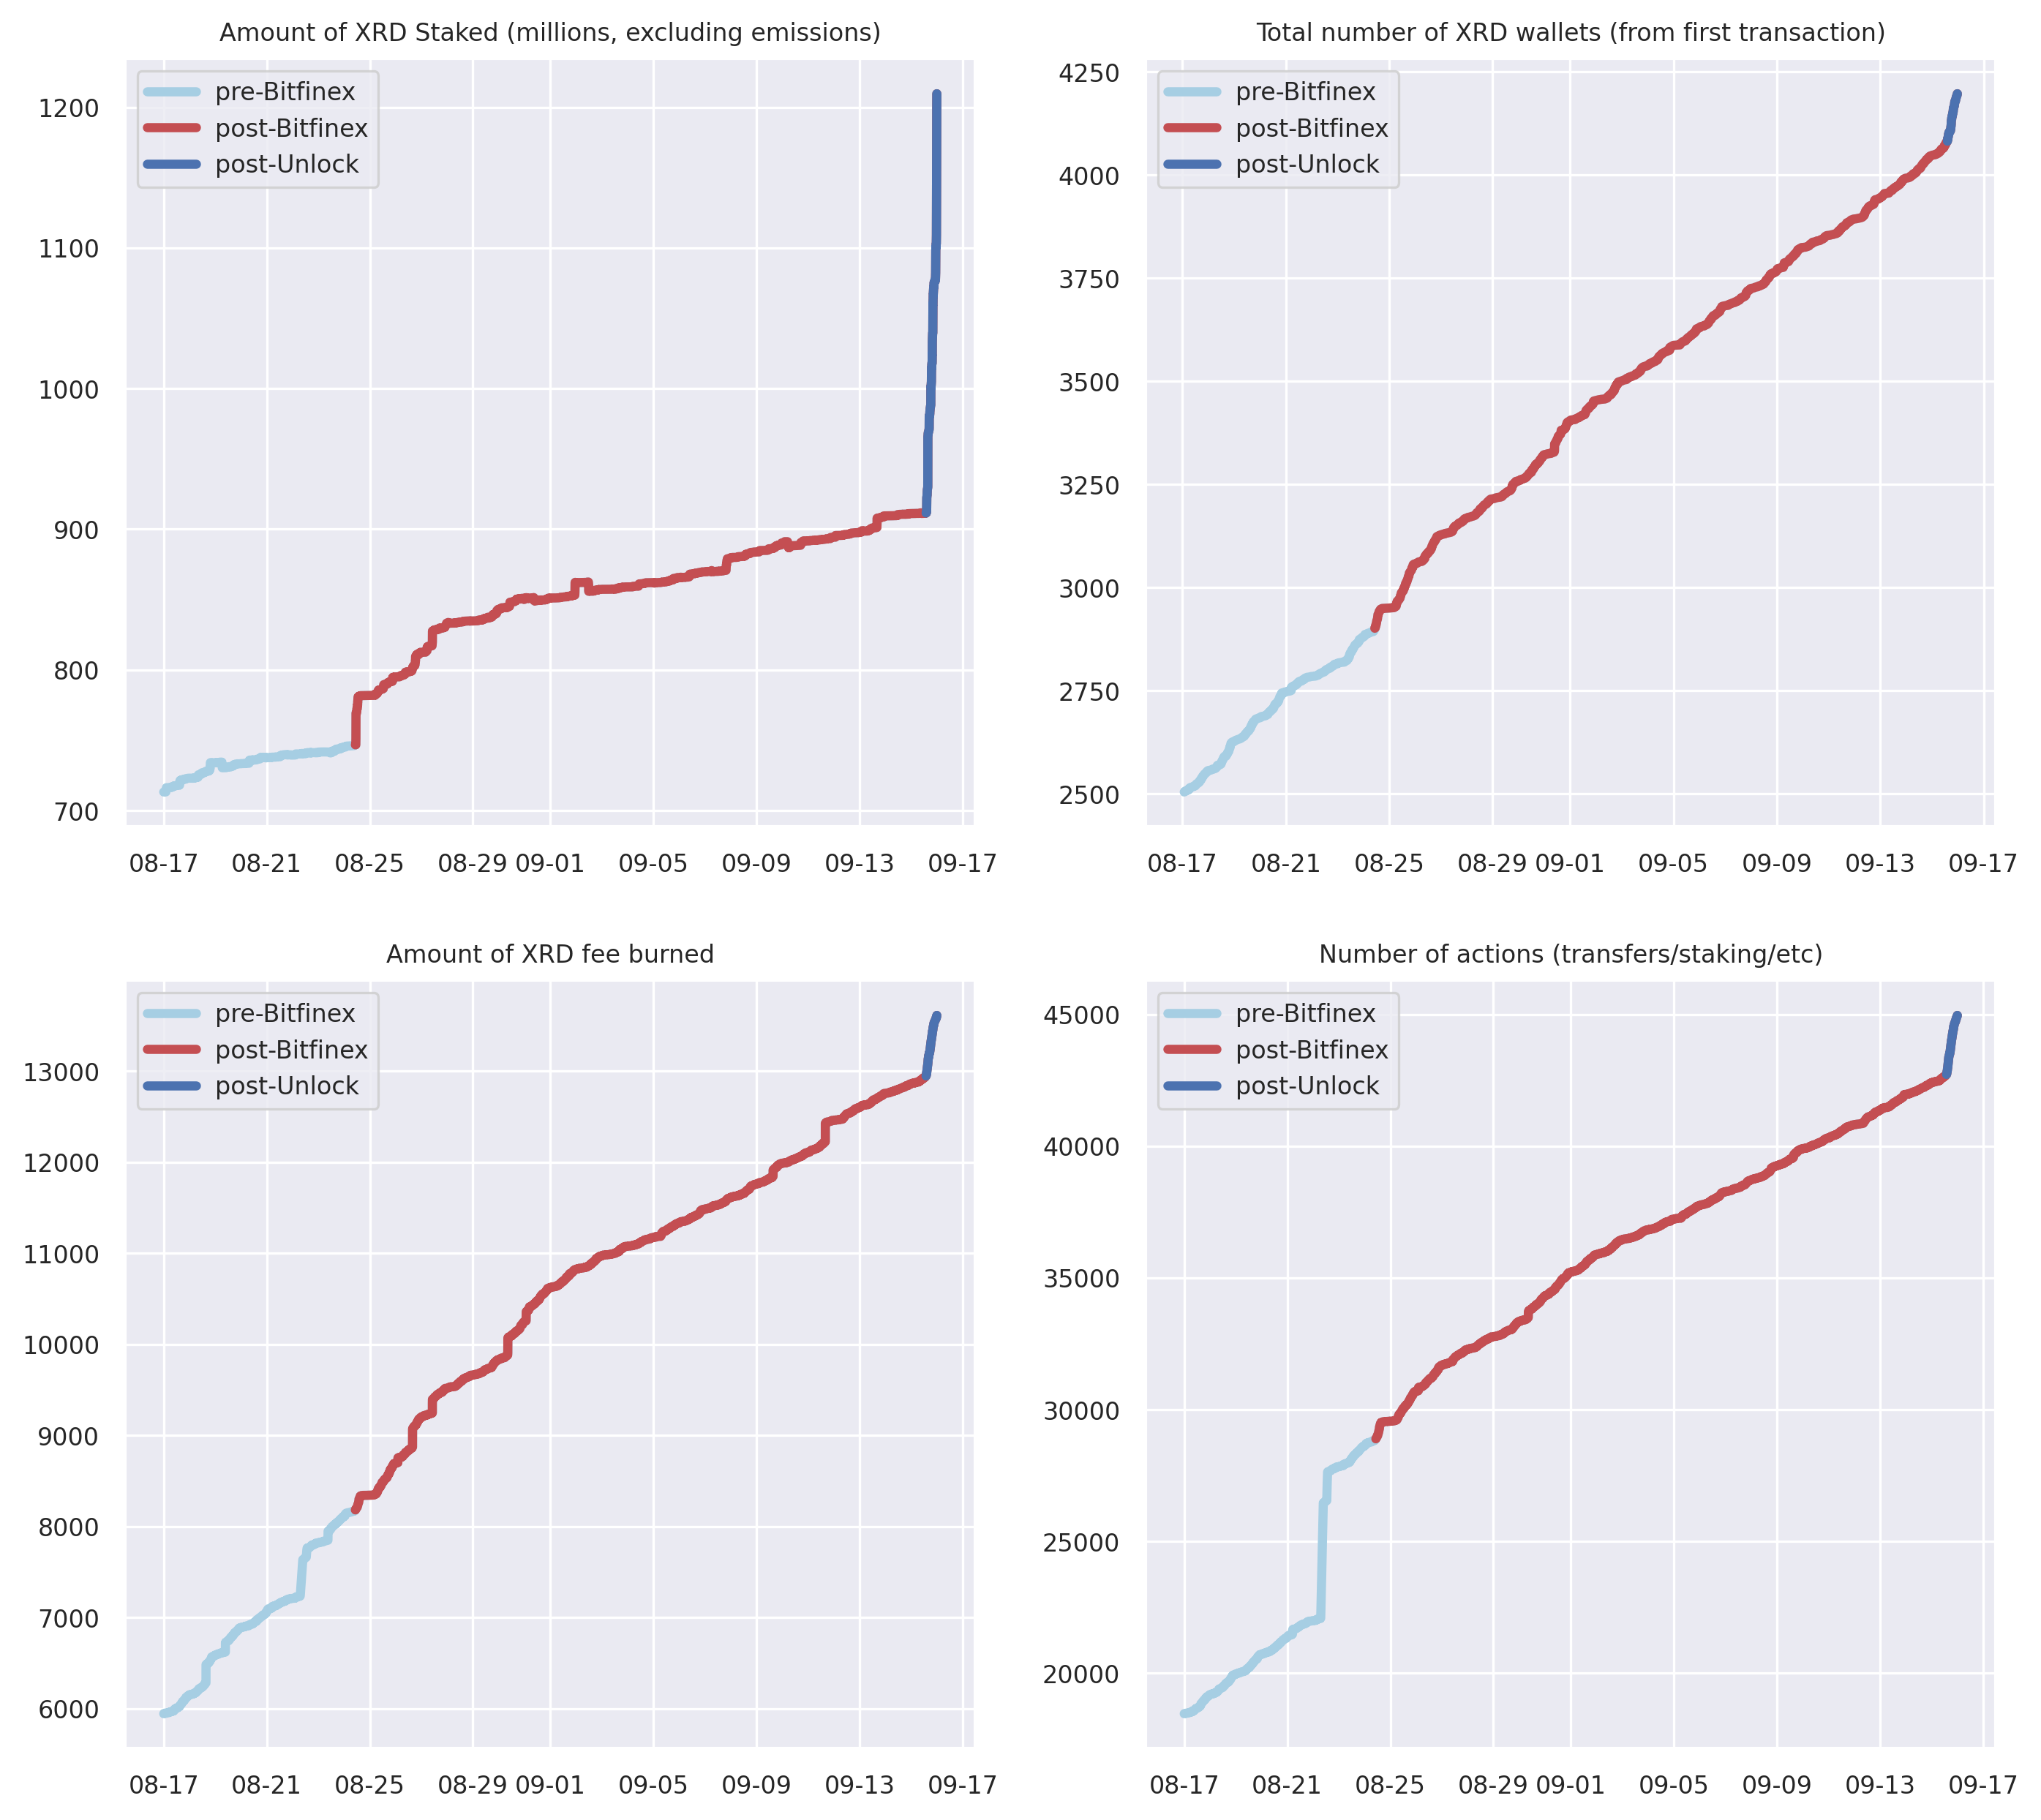 Amount of XRD Staked (millions, excluding emissions)
pre-Bitfinex
post-Bitfinex
post-Unlock
1200
1100
1000
900
800
700
08-17 08-21 08-25 08-29 09-01 09-05 09-09 09-13 09-17
Total number of XRD wallets (from first transaction)
pre-Bitfinex
post-Bitfinex
post-Unlock
4250
4000
3750
3500
3250
3000
2750
2500
08-17 08-21 08-25 08-29 09-01 09-05 09-09 09-13 09-17
Amount of XRD fee burned
pre-Bitfinex
post-Bitfinex
post-Unlock
13000
12000
11000
10000
9000
8000
7000
6000
08-17 08-21 08-25 08-29 09-01 09-05 09-09 09-13 09-17
Number of actions (transfers/staking/etc)
pre-Bitfinex
post-Bitfinex
post-Unlock
45000
40000
35000
30000
25000
20000
08-17 08-21 08-25 08-29 09-01 09-05 09-09 09-13 09-17